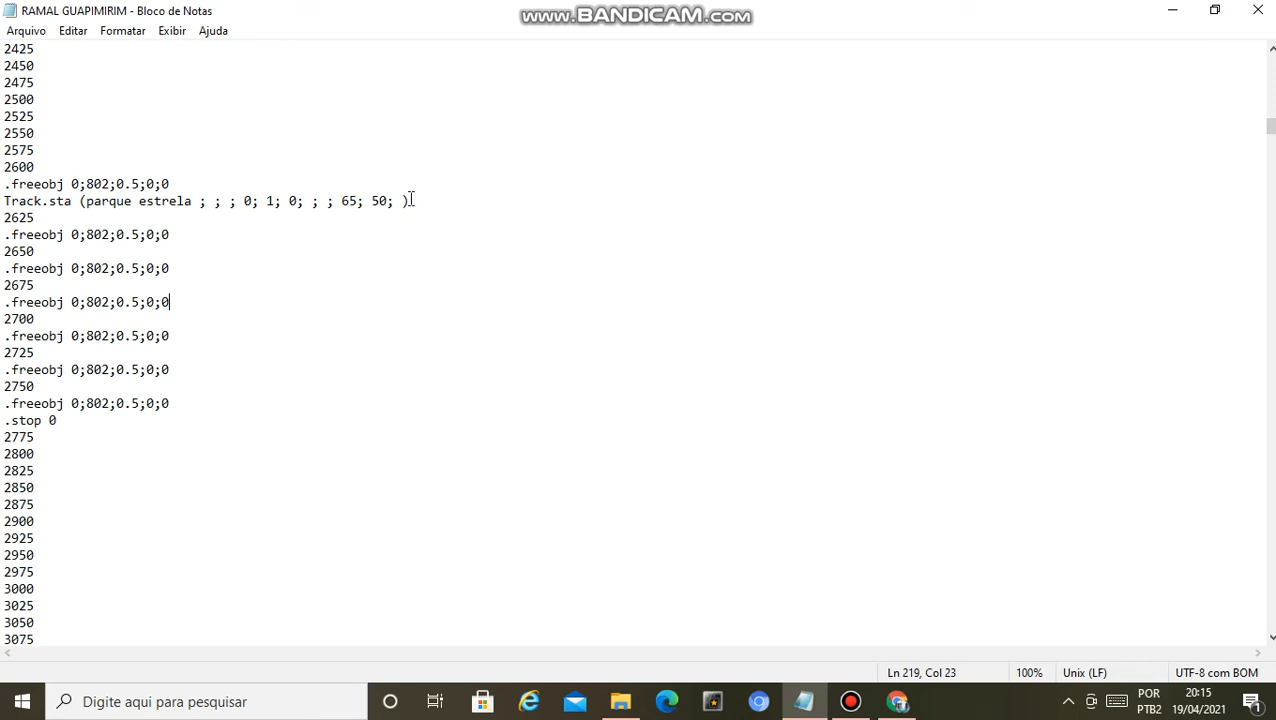 RAMAL GUAPIMIRIM - Bloco de Notas
www.BANDICAM.com
Arquivo Editar Formatar Exibir Ajuda
2425
2450
2475
2500
2525
2550
2575
2600
.freeobj 0;802;0.5;0;0
Track.sta (parque estrela ; ; ; 0; 1; 0; ; ; 65; 50; )
2625
.freeobj 0;802;0.5;0;0
2650
.freeobj 0;802;0.5;0;0
2675
.freeobj 0;802;0.5;0;0
2700
.freeobj 0;802;0.5;0;0
2725
.freeobj 0;802;0.5;0;0
2750
.freeobj 0;802;0.5;0;0
.stop 0
2775
2800
2825
2850
2875
2900
2925
2950
2975
3000
3025
3050
3075
Ln 219, Col 23 100% Unix (LF) UTF-8 com BOM
Digite aqui para pesquisar
POR 20:15
PTB2 19/04/2021
1